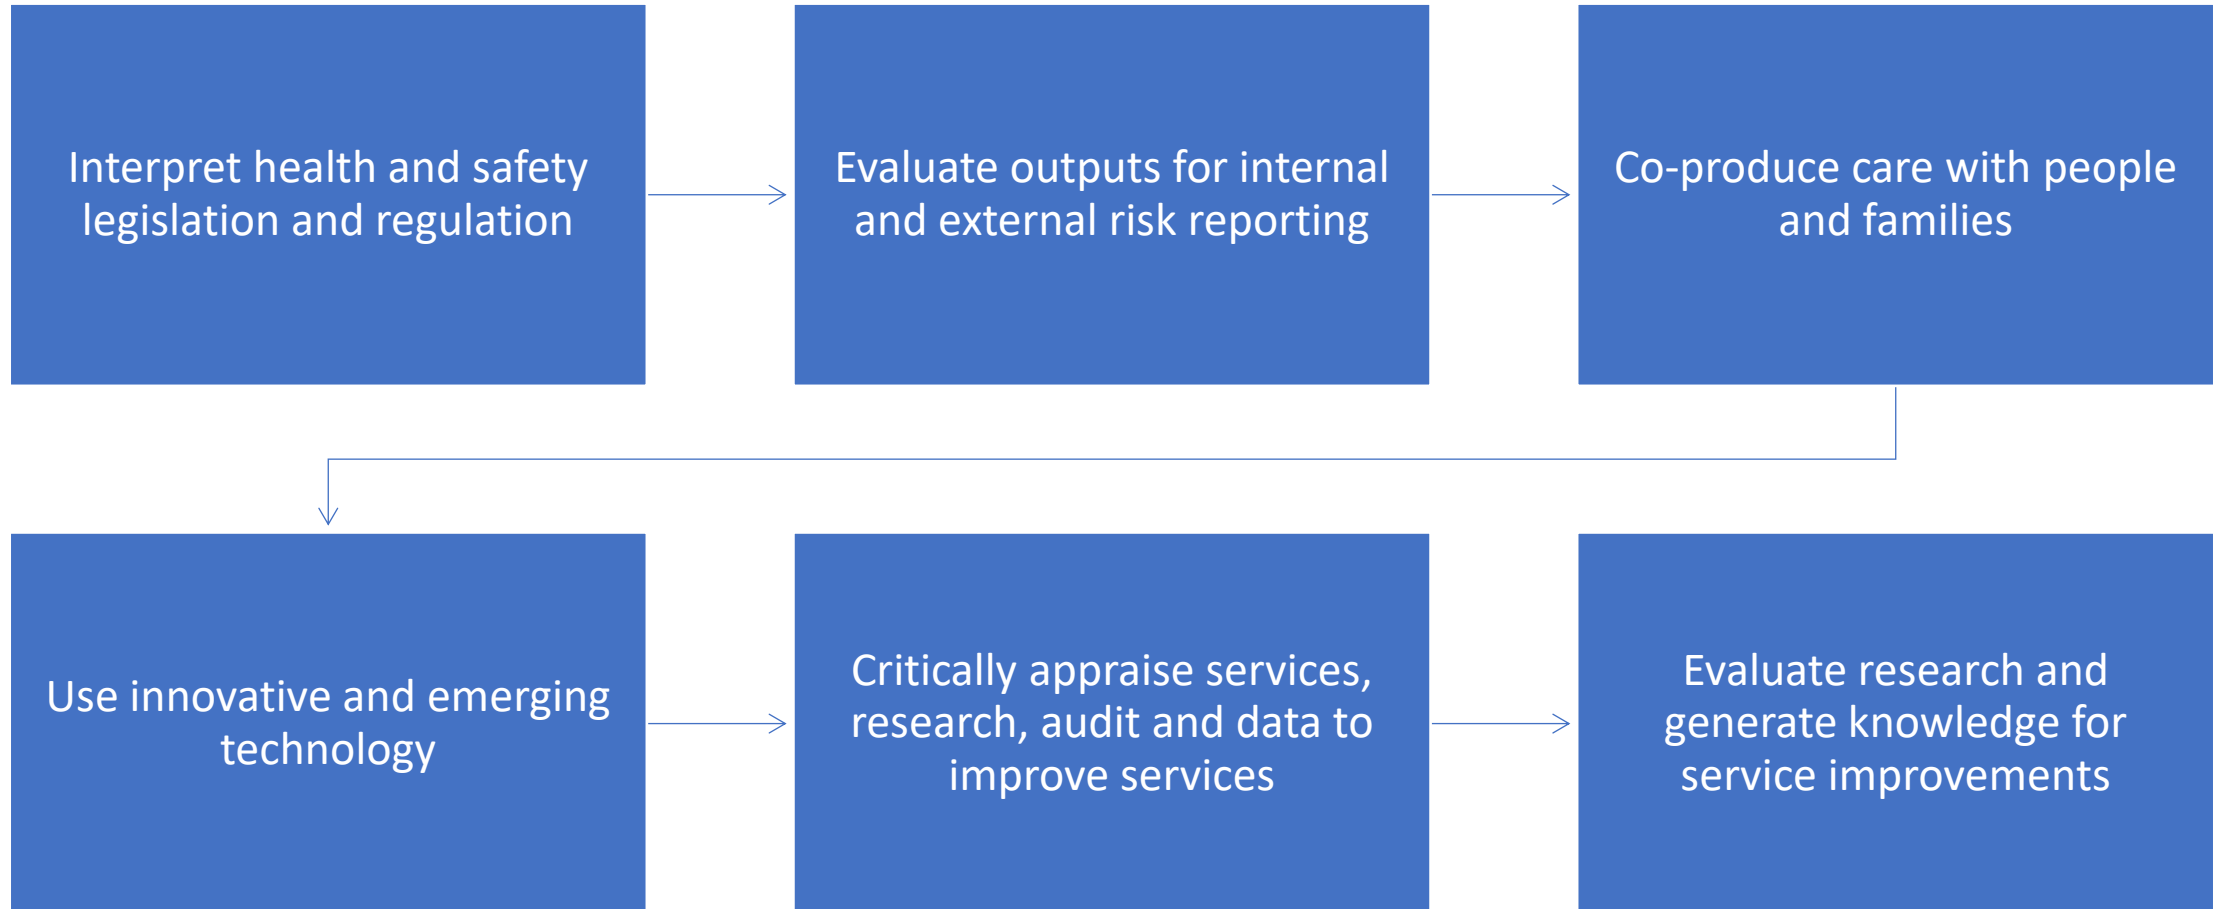 Interpret health and safety
legislation and regulation
Evaluate outputs for internal
and external risk reporting
Co-produce care with people
and families
Use innovative and emerging
technology
Critically appraise services,
research, audit and data to
improve services
Evaluate research and
generate knowledge for
service improvements